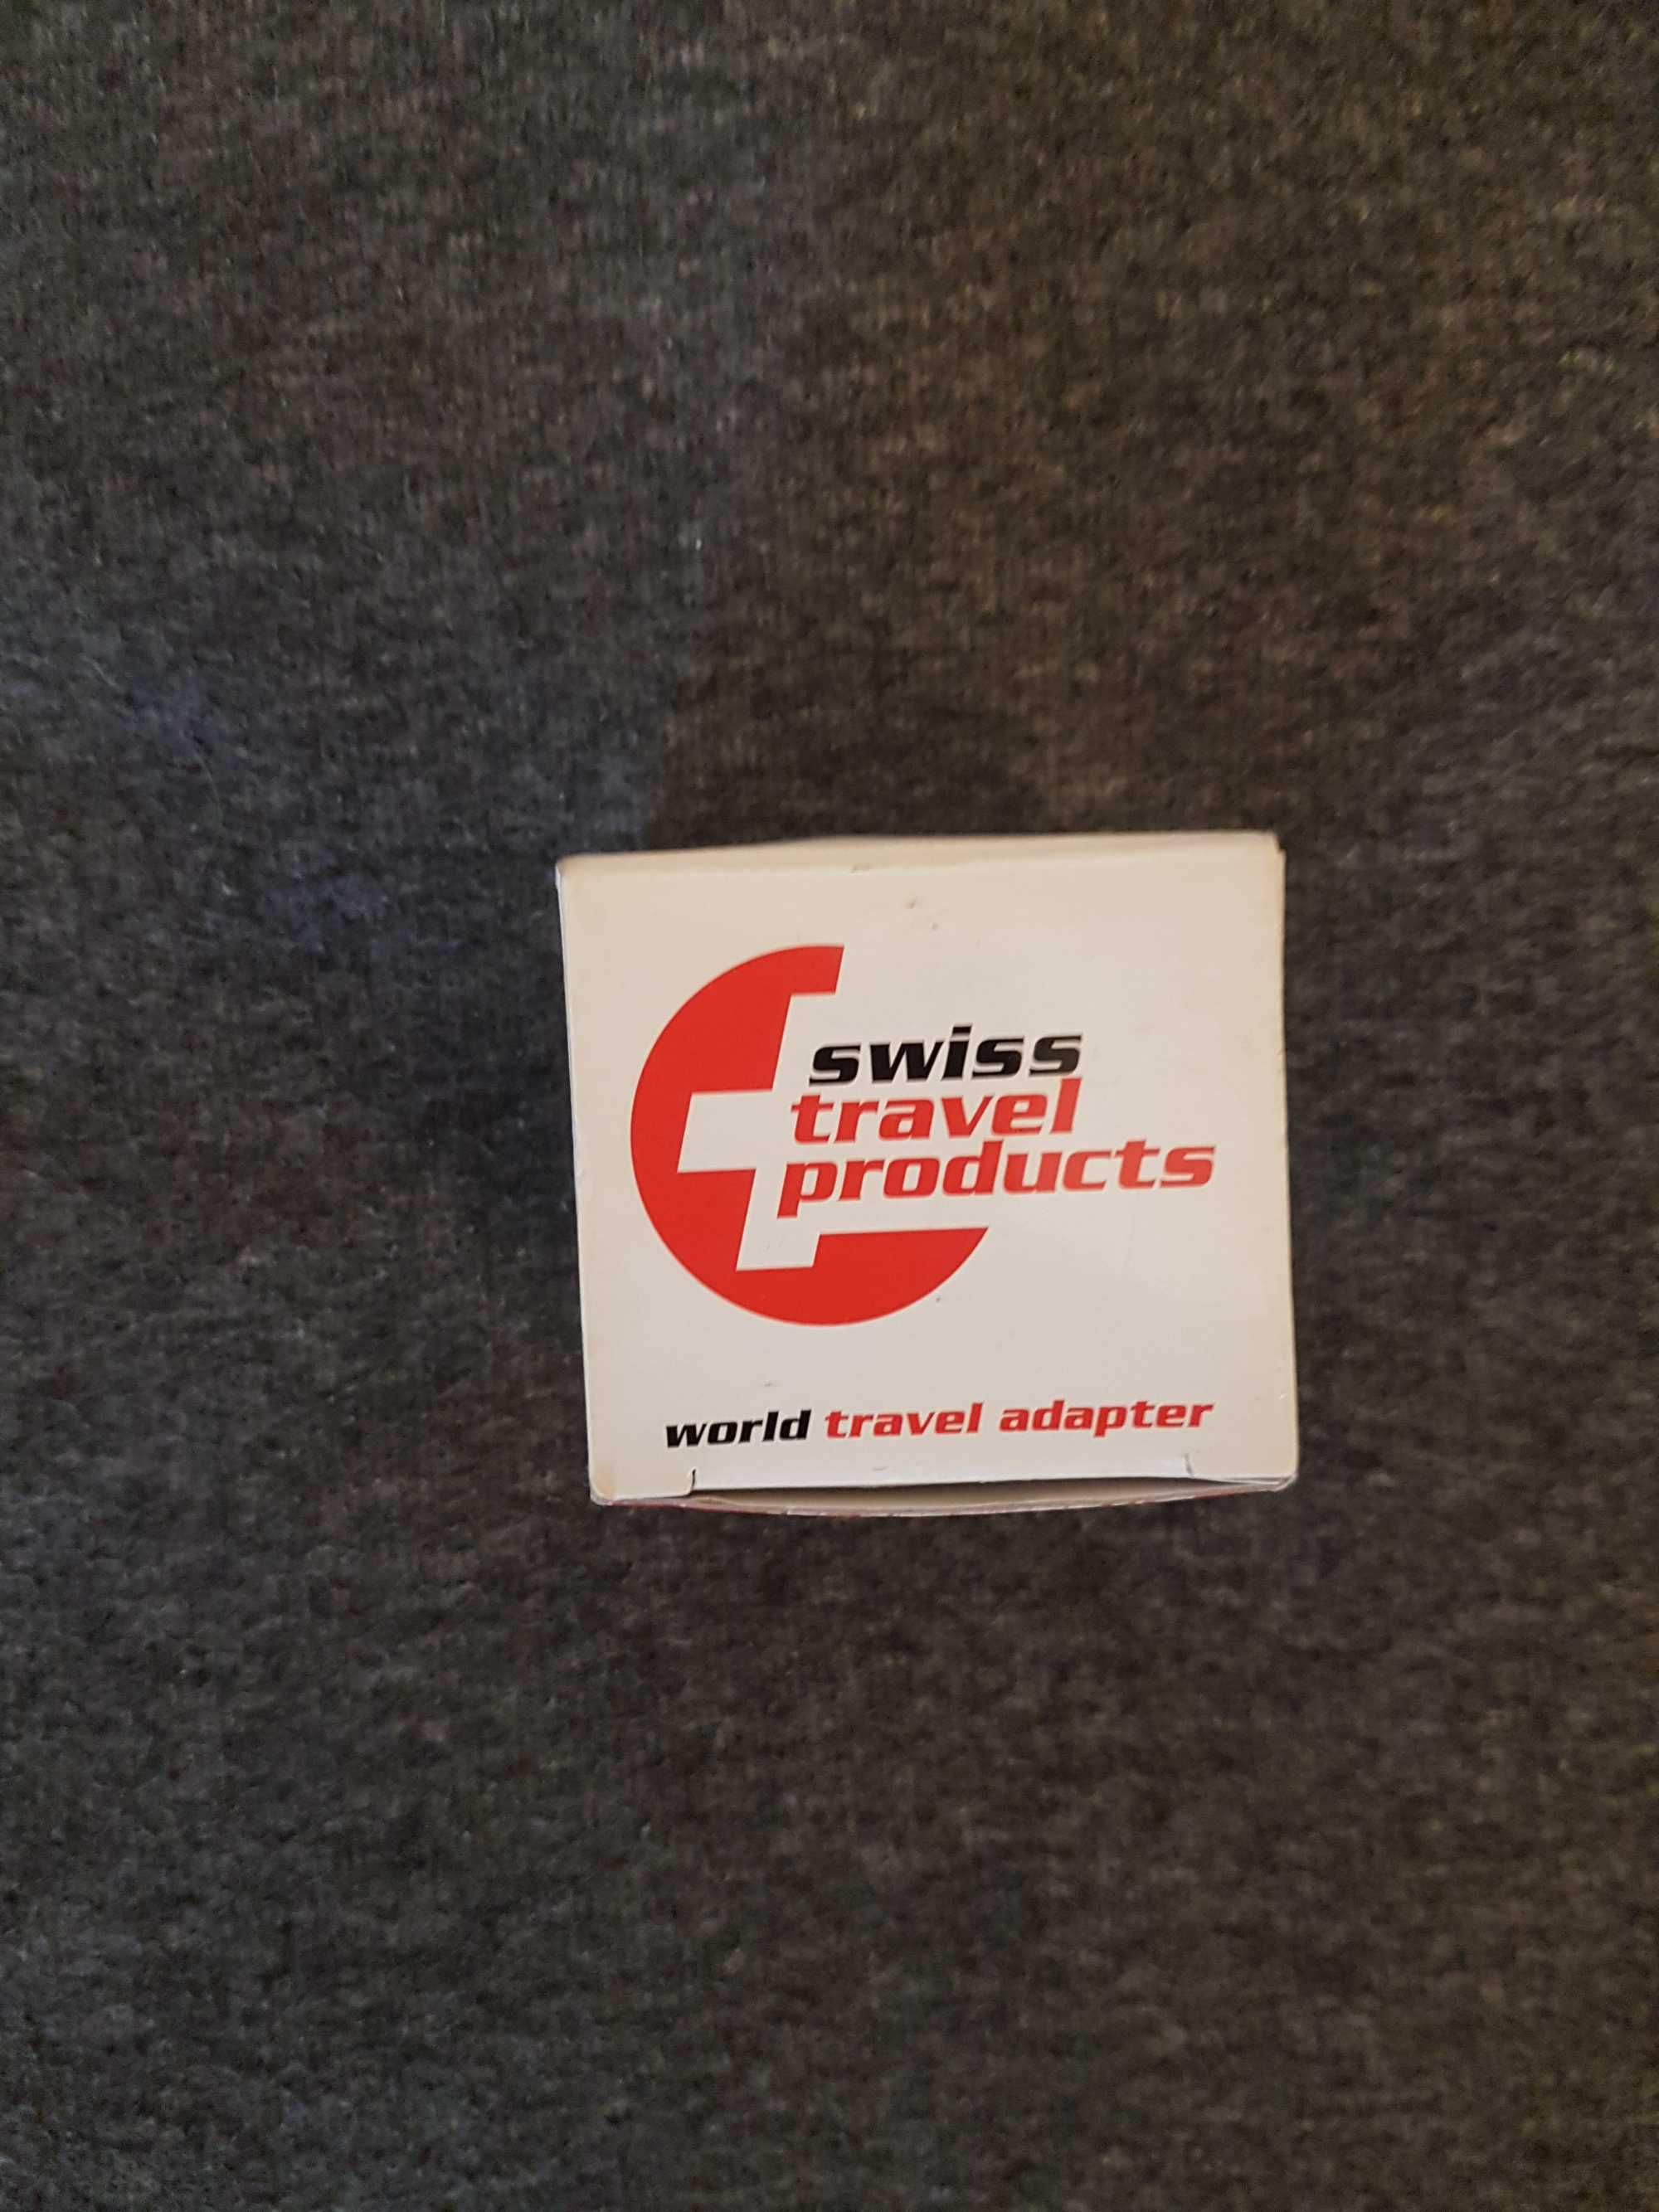 swiss
travel
products
world travel adapter